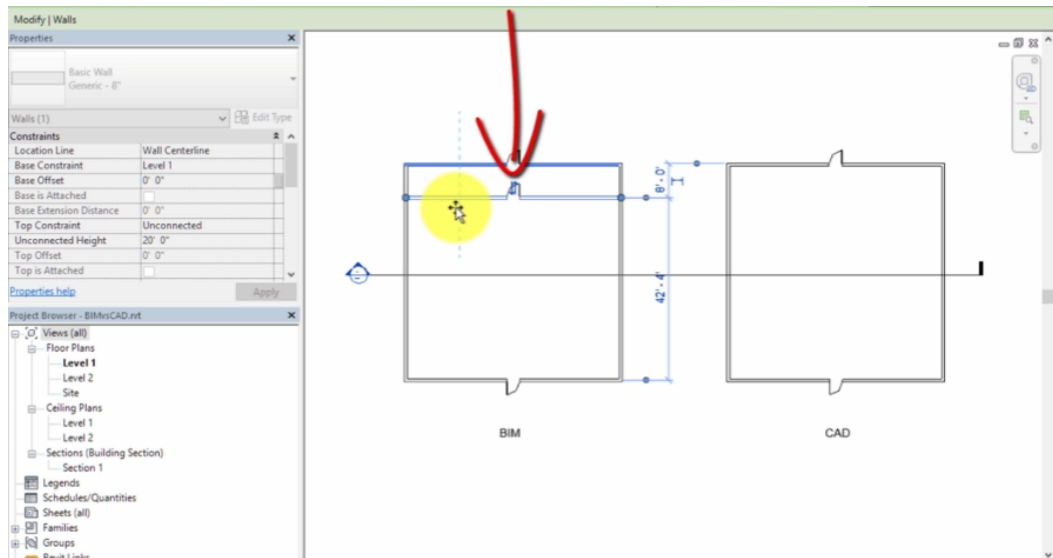 Modify | Walls
Properties
Basic Wall
Generic - 8"
Walls (1)
Edit Type
Constraints
Location Line Wall Centerline
Base Constraint Level 1
Base Offset 0' 0"
Base is Attached
Base Extension Distance 0' 0"
Top Constraint Unconnected
Unconnected Height 20' 0"
Top Offset 0' 0"
Top is Attached
Properties help
Apply
Project Browser - BIMvsCAD.rvt
Views (all)
Floor Plans
Level 1
Level 2
Site
Ceiling Plans
Level 1
Level 2
Sections (Building Section)
Section 1
Legends
Schedules/Quantities
Sheets (all)
Families
Groups
Revit Links
8' - 0"
42' - 4"
BIM
CAD